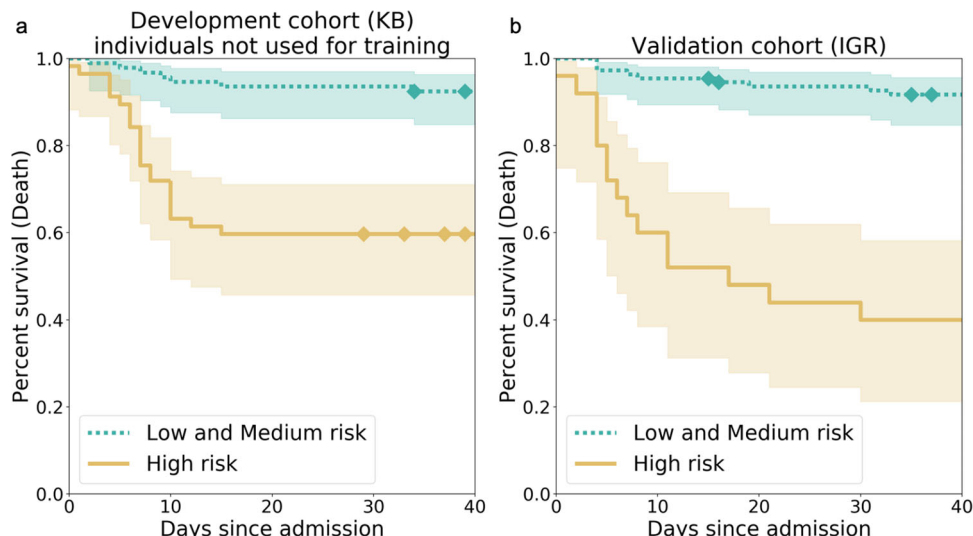 a
Development cohort (KB)
individuals not used for training
Percent survival (Death)
1.0
0.8
0.6
0.4
0.2
0.0
Low and Medium risk
High risk
0 10 20 30 40
Days since admission
b
Validation cohort (IGR)
Percent survival (Death)
1.0
0.8
0.6
0.4
0.2
0.0
Low and Medium risk
High risk
0 10 20 30 40
Days since admission